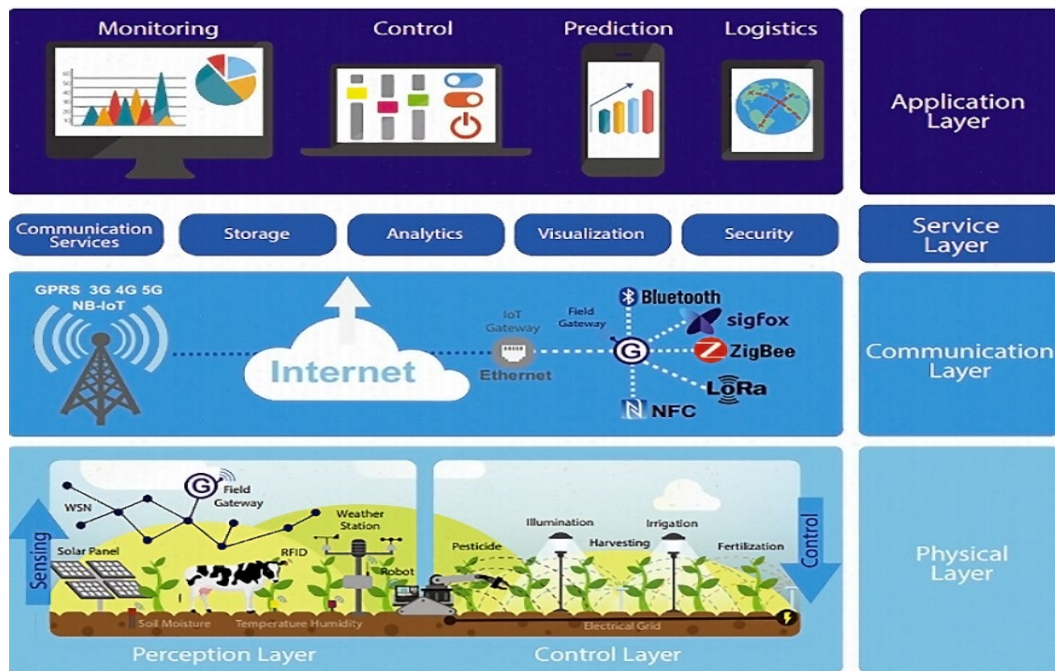 Monitoring
Control
Prediction
Logistics
Application
Layer
Communication
Services
Storage
Analytics
Visualization
Security
Service
Layer
GPRS 3G 4G 5G
NB-IoT
Internet
IoT
Gateway
Ethernet
Field
Gateway
G
Bluetooth
sigfox
Z ZigBee
LoRa
N NFC
Communication
Layer
Sensing
WSN
G
Field
Gateway
Solar Panel
RFID
Weather
Station
Robot
Soil Moisture
Temperature Humidity
Perception Layer
Pesticide
Illumination
Harvesting
Irrigation
Fertilization
Electrical Grid
Control
Control Layer
Physical
Layer